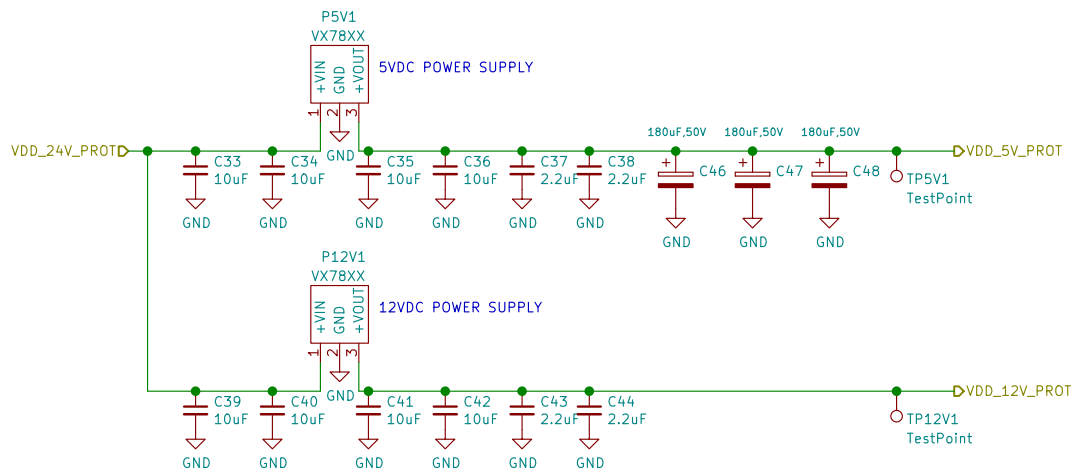 P5V1
VX78XX
+VIN
GND
+VOUT
5VDC POWER SUPPLY
1
2
3
GND
VDD_24V_PROT
C33
10uF
GND
C34
10uF
GND
C35
10uF
GND
C36
10uF
GND
C37
2.2uF
GND
C38
2.2uF
GND
180uF,50V
+
C46
GND
180uF,50V
+
C47
GND
180uF,50V
+
C48
GND
VDD_5V_PROT
TP5V1
TestPoint
P12V1
VX78XX
+VIN
GND
+VOUT
12VDC POWER SUPPLY
1
2
3
GND
C39
10uF
GND
C40
10uF
GND
C41
10uF
GND
C42
10uF
GND
C43
2.2uF
GND
C44
2.2uF
GND
VDD_12V_PROT
TP12V1
TestPoint